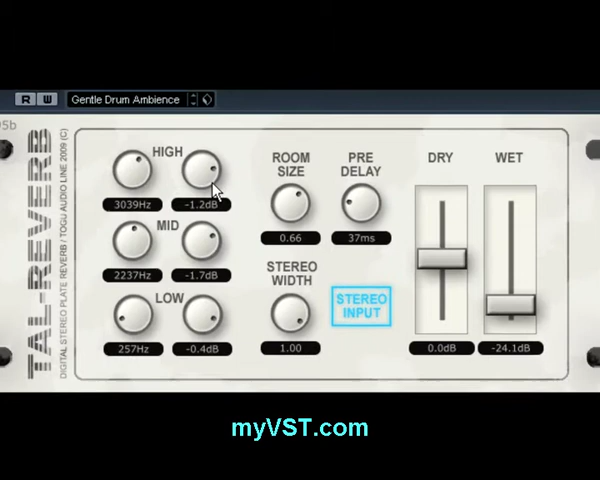 R W Gentle Drum Ambience
TAL-REVERB
DIGITAL STEREO PLATE REVERB / TOGU AUDIO LINE 2009 (C)
HIGH
3039Hz -1.2dB
MID
2237Hz -1.7dB
LOW
257Hz -0.4dB
ROOM
SIZE
0.66
PRE
DELAY
37ms
STEREO
WIDTH
1.00
STEREO
INPUT
DRY
0.0dB
WET
-24.1dB
myVST.com